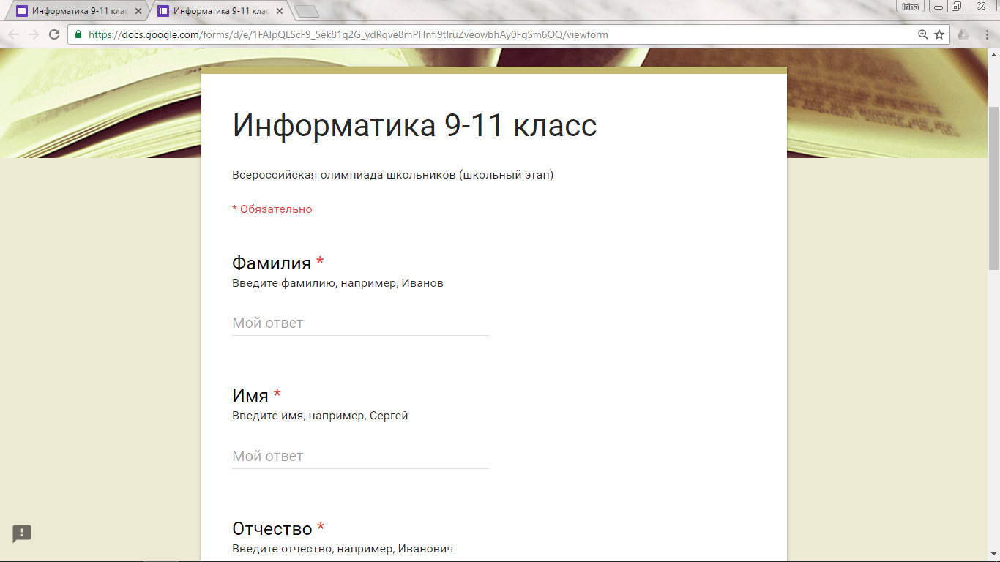 Информатика 9-11 клас
Информатика 9-11 клас
Irina
https://docs.google.com/forms/d/e/1FAIpQLScF9_5ek81q2G_ydRqve8mPHnfi9tIruZveowbhAy0FgSm6OQ/viewform
Информатика 9-11 класс
Всероссийская олимпиада школьников (школьный этап)
* Обязательно
Фамилия *
Введите фамилию, например, Иванов
Мой ответ
Имя *
Введите имя, например, Сергей
Мой ответ
Отчество *
Введите отчество, например, Иванович